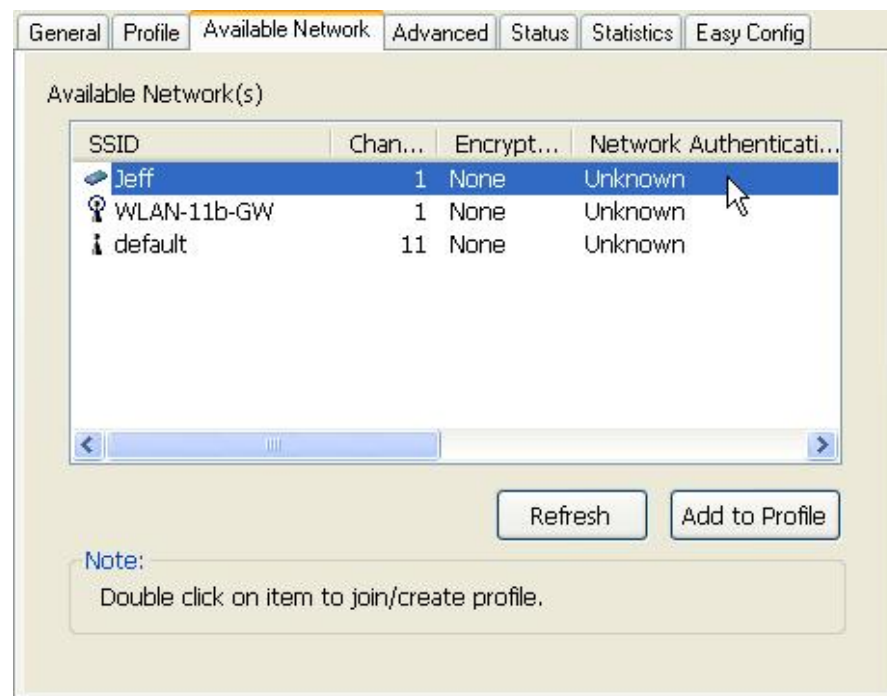 General Profile Available Network Advanced Status Statistics Easy Config
Available Network(s)
SSID Chan... Encrypt... Network Authenticati...
Jeff 1 None Unknown
WLAN-11b-GW 1 None Unknown
default 11 None Unknown
Refresh Add to Profile
Note:
Double click on item to join/create profile.